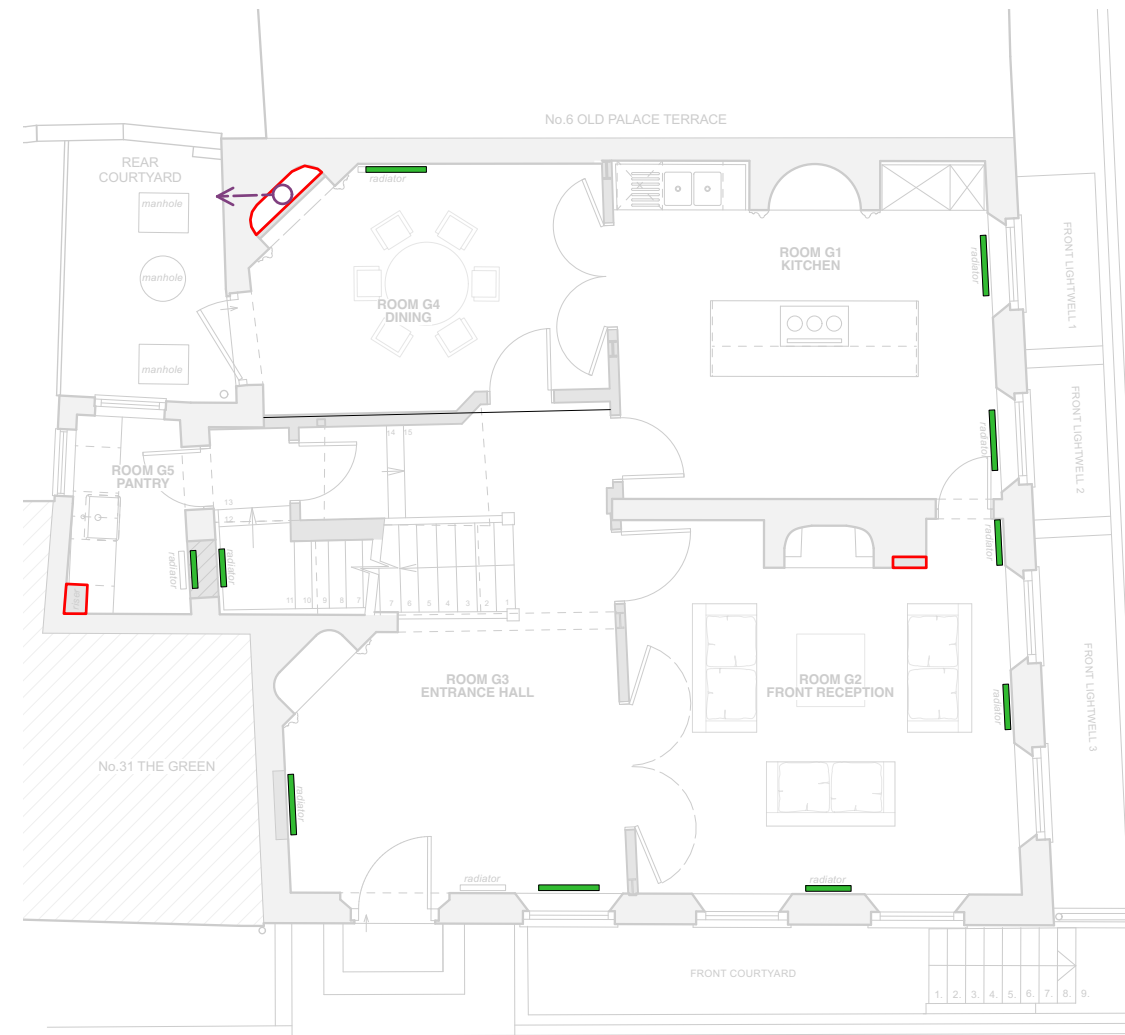 No.6 OLD PALACE TERRACE
REAR
COURTYARD
manhole
manhole
manhole
radiator
ROOM G4
DINING
ROOM G1
KITCHEN
radiator
radiator
FRONT LIGHTWELL 1
FRONT LIGHTWELL 2
FRONT LIGHTWELL 3
ROOM G5
PANTRY
14 15
13
12
11 10 9 8 7
7 6 5 4 3 2 1
radiator
radiator
radiator
ROOM G3
ENTRANCE HALL
ROOM G2
FRONT RECEPTION
radiator
No.31 THE GREEN
radiator
radiator
radiator
FRONT COURTYARD
1. 2. 3. 4. 5. 6. 7. 8. 9.